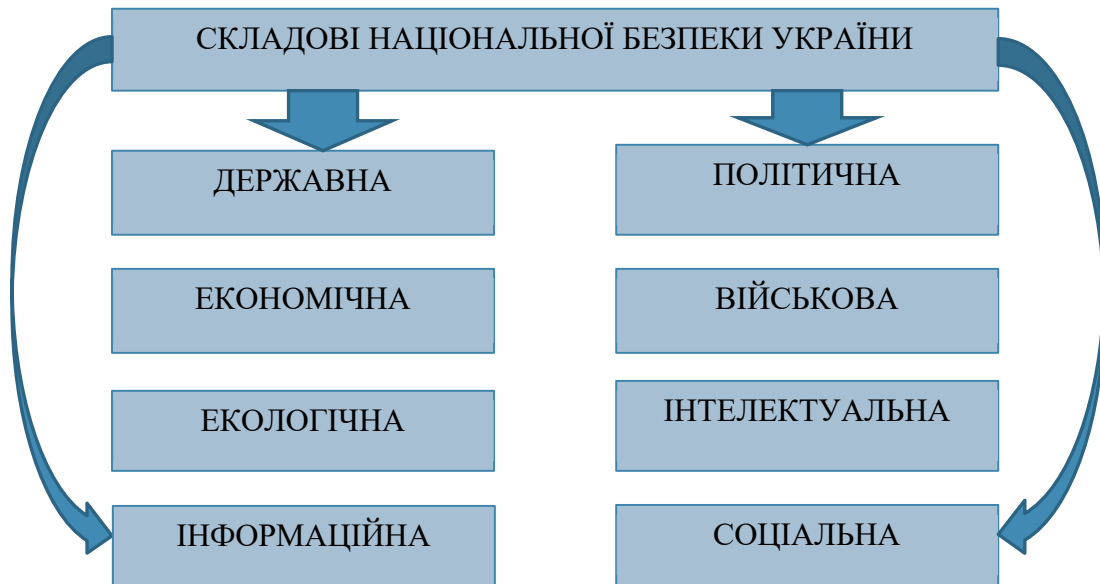 СКЛАДОВІ НАЦІОНАЛЬНОЇ БЕЗПЕКИ УКРАЇНИ
ДЕРЖАВНА
ПОЛІТИЧНА
ЕКОНОМІЧНА
ВІЙСЬКОВА
ЕКОЛОГІЧНА
ІНТЕЛЕКТУАЛЬНА
ІНФОРМАЦІЙНА
СОЦІАЛЬНА